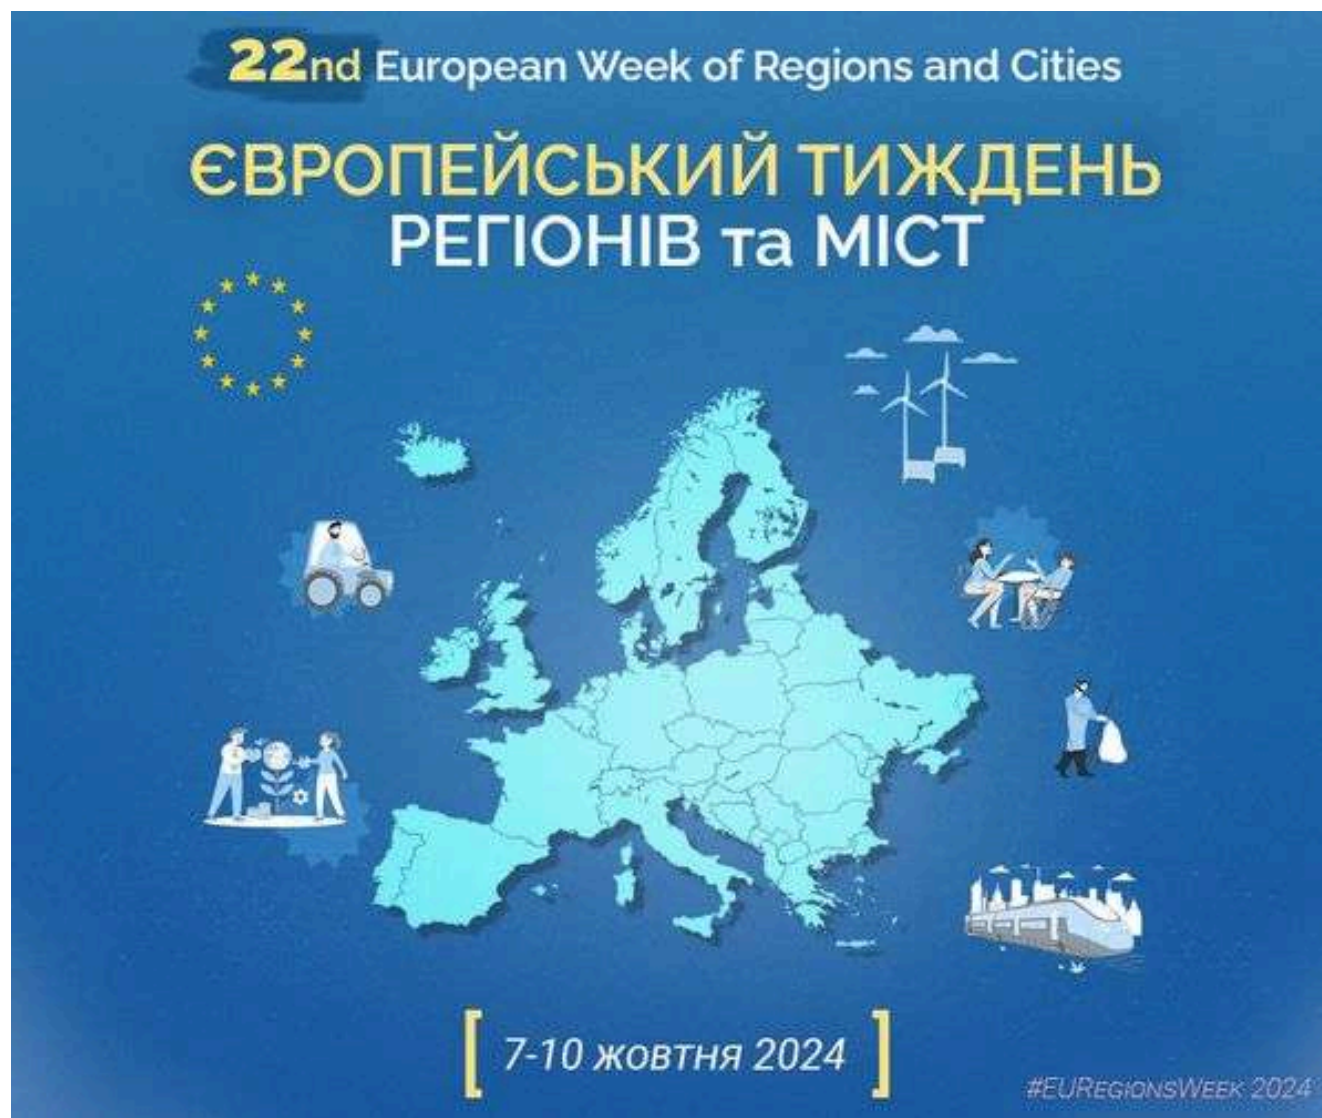 22nd European Week of Regions and Cities
ЄВРОПЕЙСЬКИЙ ТИЖДЕНЬ
РЕГІОНІВ та МІСТ
[ 7-10 жовтня 2024 ]
#EUREGIONSWEEK 2024